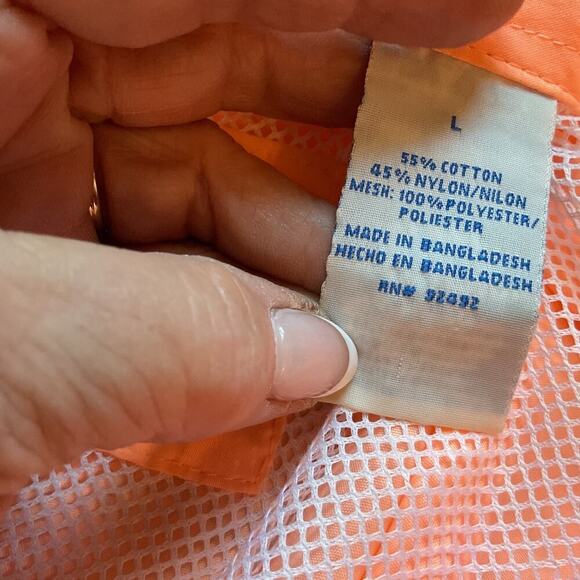 L
55% COTTON
45% NYLON/NILON
MESH: 100% POLYESTER/
POLIESTER
MADE IN BANGLADESH
HECHO EN BANGLADESH
RN# 92492